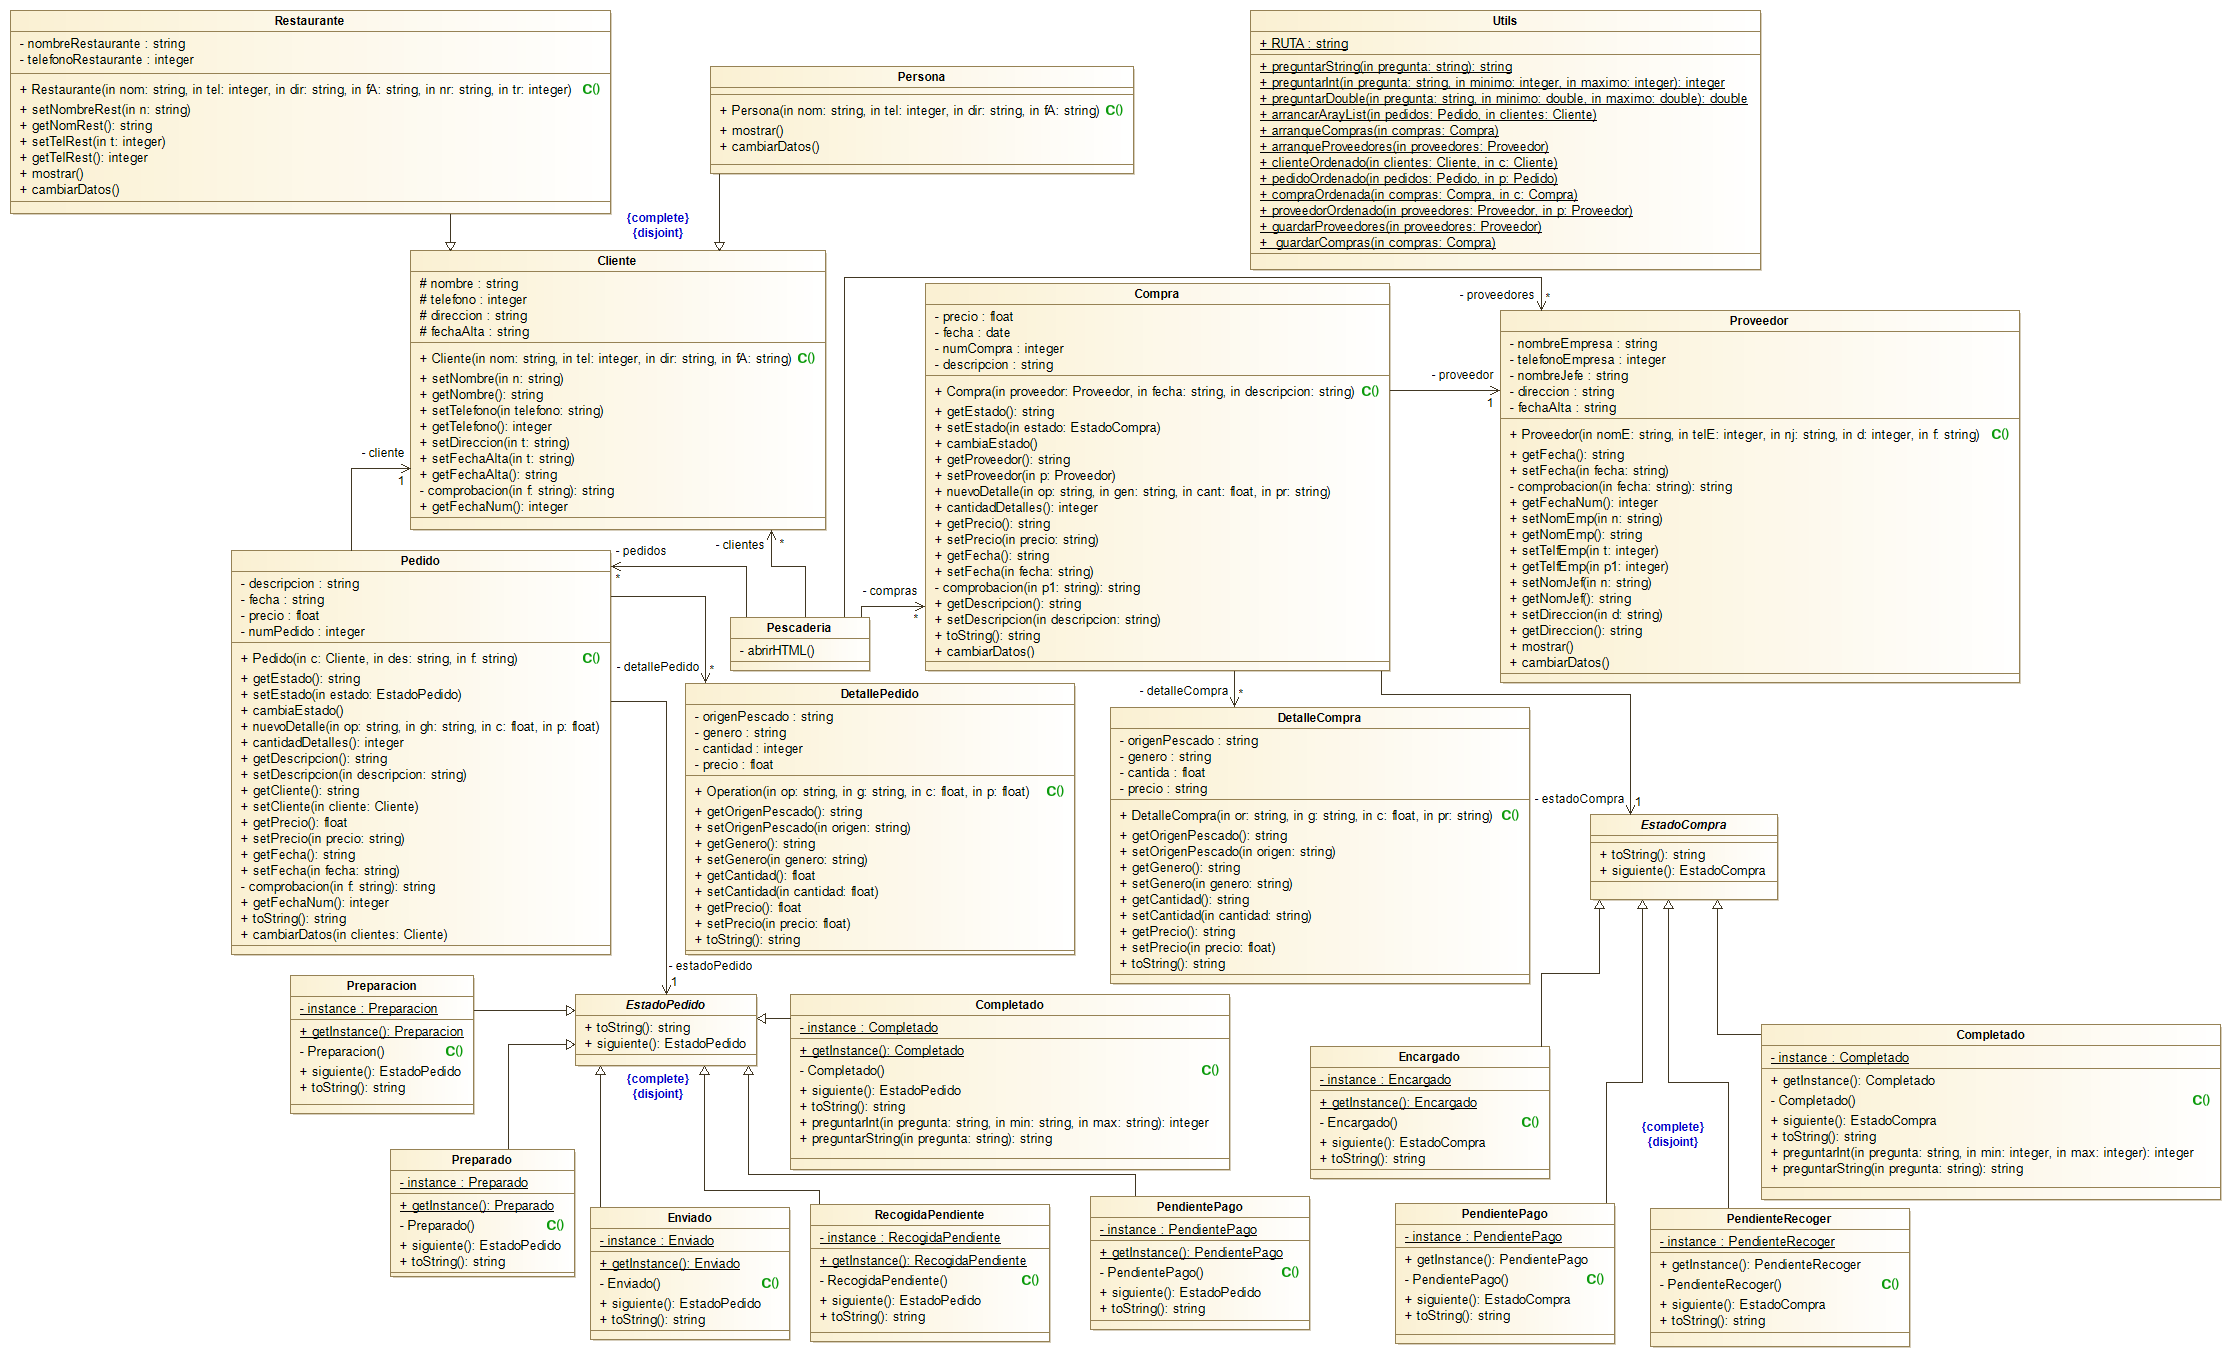 Restaurante
- nombreRestaurante : string
- telefonoRestaurante : integer
+ Restaurante(in nom: string, in tel: integer, in dir: string, in fA: string, in nr: string, in tr: integer) C()
+ setNombreRest(in n: string)
+ getNomRest(): string
+ setTelRest(in t: integer)
+ getTelRest(): integer
+ mostrar()
+ cambiarDatos()
Persona
+ Persona(in nom: string, in tel: integer, in dir: string, in fA: string) C()
+ mostrar()
+ cambiarDatos()
Utils
+ RUTA : string
+ preguntarString(in pregunta: string): string
+ preguntarInt(in pregunta: string, in minimo: integer, in maximo: integer): integer
+ preguntarDouble(in pregunta: string, in minimo: double, in maximo: double): double
+ arrancarArayList(in pedidos: Pedido, in clientes: Cliente)
+ arranqueCompras(in compras: Compra)
+ arranqueProveedores(in proveedores: Proveedor)
+ clienteOrdenado(in clientes: Cliente, in c: Cliente)
+ pedidoOrdenado(in pedidos: Pedido, in p: Pedido)
+ compraOrdenada(in compras: Compra, in c: Compra)
+ proveedorOrdenado(in proveedores: Proveedor, in p: Proveedor)
+ guardarProveedores(in proveedores: Proveedor)
+ guardarCompras(in compras: Compra)
{complete}
{disjoint}
Cliente
# nombre : string
# telefono : integer
# direccion : string
# fechaAlta : string
+ Cliente(in nom: string, in tel: integer, in dir: string, in fA: string) C()
+ setNombre(in n: string)
+ getNombre(): string
+ setTelefono(in telefono: string)
+ getTelefono(): integer
+ setDireccion(in t: string)
+ setFechaAlta(in t: string)
+ getFechaAlta(): string
- comprobacion(in f: string): string
+ getFechaNum(): integer
- cliente
1
Compra
- precio : float
- fecha : date
- numCompra : integer
- descripcion : string
+ Compra(in proveedor: Proveedor, in fecha: string, in descripcion: string) C()
+ getEstado(): string
+ setEstado(in estado: EstadoCompra)
+ cambiaEstado()
+ getProveedor(): string
+ setProveedor(in p: Proveedor)
+ nuevoDetalle(in op: string, in gen: string, in cant: float, in pr: string)
+ cantidadDetalles(): integer
+ getPrecio(): string
+ setPrecio(in precio: string)
+ getFecha(): string
+ setFecha(in fecha: string)
- comprobacion(in p1: string): string
+ getDescripcion(): string
+ setDescripcion(in descripcion: string)
+ toString(): string
+ cambiarDatos()
- proveedores
*
- proveedor
1
Proveedor
- nombreEmpresa : string
- telefonoEmpresa : integer
- nombreJefe : string
- direccion : string
- fechaAlta : string
+ Proveedor(in nomE: string, in telE: integer, in nj: string, in d: integer, in f: string) C()
+ getFecha(): string
+ setFecha(in fecha: string)
- comprobacion(in fecha: string): string
+ getFechaNum(): integer
+ setNomEmp(in n: string)
+ getNomEmp(): string
+ setTelfEmp(in t: integer)
+ getTelfEmp(in p1: integer)
+ setNomJef(in n: string)
+ getNomJef(): string
+ setDireccion(in d: string)
+ getDireccion(): string
+ mostrar()
+ cambiarDatos()
Pedido
- descripcion : string
- fecha : string
- precio : float
- numPedido : integer
+ Pedido(in c: Cliente, in des: string, in f: string) C()
+ getEstado(): string
+ setEstado(in estado: EstadoPedido)
+ cambiaEstado()
+ nuevoDetalle(in op: string, in gh: string, in c: float, in p: float)
+ cantidadDetalles(): integer
+ getDescripcion(): string
+ setDescripcion(in descripcion: string)
+ getCliente(): string
+ setCliente(in cliente: Cliente)
+ getPrecio(): float
+ setPrecio(in precio: string)
+ getFecha(): string
+ setFecha(in fecha: string)
- comprobacion(in f: string): string
+ getFechaNum(): integer
+ toString(): string
+ cambiarDatos(in clientes: Cliente)
- pedidos
*
- clientes
*
- compras
*
Pescaderia
- abrirHTML()
- detallePedido
*
DetallePedido
- origenPescado : string
- genero : string
- cantidad : integer
- precio : float
+ Operation(in op: string, in g: string, in c: float, in p: float) C()
+ getOrigenPescado(): string
+ setOrigenPescado(in origen: string)
+ getGenero(): string
+ setGenero(in genero: string)
+ getCantidad(): float
+ setCantidad(in cantidad: float)
+ getPrecio(): float
+ setPrecio(in precio: float)
+ toString(): string
- detalleCompra
*
DetalleCompra
- origenPescado : string
- genero : string
- cantida : float
- precio : string
+ DetalleCompra(in or: string, in g: string, in c: float, in pr: string) C()
+ getOrigenPescado(): string
+ setOrigenPescado(in origen: string)
+ getGenero(): string
+ setGenero(in genero: string)
+ getCantidad(): string
+ setCantidad(in cantidad: string)
+ getPrecio(): string
+ setPrecio(in precio: float)
+ toString(): string
- estadoCompra
1
EstadoCompra
+ toString(): string
+ siguiente(): EstadoCompra
- estadoPedido
1
EstadoPedido
+ toString(): string
+ siguiente(): EstadoPedido
{complete}
{disjoint}
Preparacion
- instance : Preparacion
+ getInstance(): Preparacion
- Preparacion() C()
+ siguiente(): EstadoPedido
+ toString(): string
Completado
- instance : Completado
+ getInstance(): Completado
- Completado() C()
+ siguiente(): EstadoPedido
+ toString(): string
+ preguntarInt(in pregunta: string, in min: string, in max: string): integer
+ preguntarString(in pregunta: string): string
Encargado
- instance : Encargado
+ getInstance(): Encargado
- Encargado() C()
+ siguiente(): EstadoCompra
+ toString(): string
{complete}
{disjoint}
Completado
- instance : Completado
+ getInstance(): Completado
- Completado() C()
+ siguiente(): EstadoCompra
+ toString(): string
+ preguntarInt(in pregunta: string, in min: integer, in max: integer): integer
+ preguntarString(in pregunta: string): string
Preparado
- instance : Preparado
+ getInstance(): Preparado
- Preparado() C()
+ siguiente(): EstadoPedido
+ toString(): string
Enviado
- instance : Enviado
+ getInstance(): Enviado
- Enviado() C()
+ siguiente(): EstadoPedido
+ toString(): string
RecogidaPendiente
- instance : RecogidaPendiente
+ getInstance(): RecogidaPendiente
- RecogidaPendiente() C()
+ siguiente(): EstadoPedido
+ toString(): string
PendientePago
- instance : PendientePago
+ getInstance(): PendientePago
- PendientePago() C()
+ siguiente(): EstadoPedido
+ toString(): string
PendientePago
- instance : PendientePago
+ getInstance(): PendientePago
- PendientePago() C()
+ siguiente(): EstadoCompra
+ toString(): string
PendienteRecoger
- instance : PendienteRecoger
+ getInstance(): PendienteRecoger
- PendienteRecoger() C()
+ siguiente(): EstadoCompra
+ toString(): string